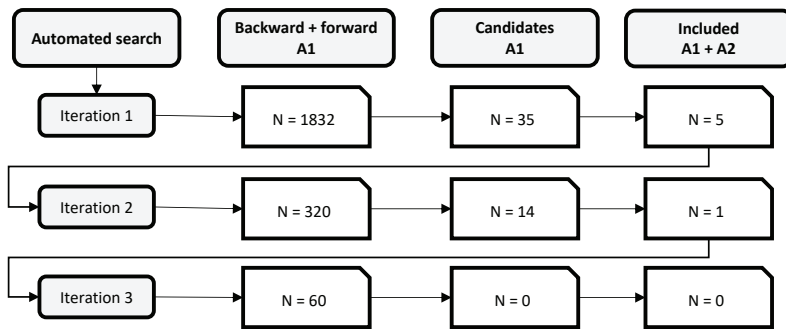 Automated search
Backward + forward
A1
Candidates
A1
Included
A1 + A2
Iteration 1
N = 1832
N = 35
N = 5
Iteration 2
N = 320
N = 14
N = 1
Iteration 3
N = 60
N = 0
N = 0